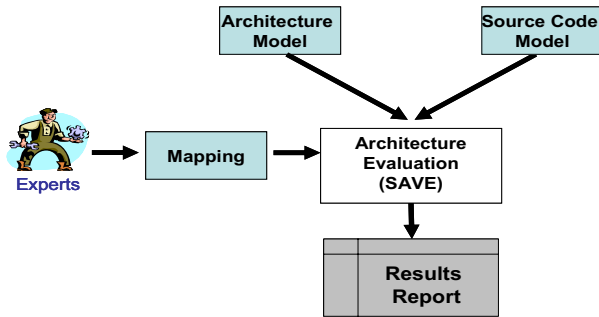 Architecture
Model
Source Code
Model
Experts
Mapping
Architecture
Evaluation
(SAVE)
Results
Report